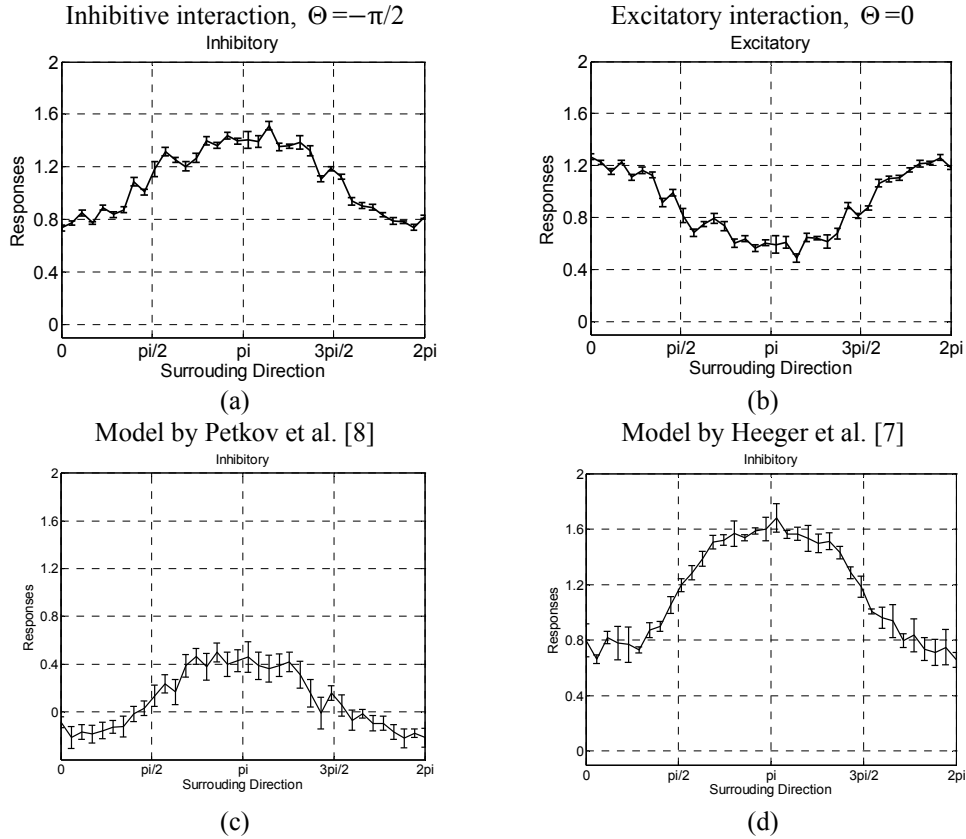 Inhibitive interaction, Θ=−π/2
Inhibitory
2
1.6
1.2
0.8
0.4
0
Responses
0 pi/2 pi 3pi/2 2pi
Surrouding Direction
(a)
Excitatory interaction, Θ=0
Excitatory
2
1.6
1.2
0.8
0.4
0
Responses
0 pi/2 pi 3pi/2 2pi
Surrouding Direction
(b)
Model by Petkov et al. [8]
Inhibitory
2
1.6
1.2
0.8
0.4
0
Responses
0 pi/2 pi 3pi/2 2pi
Surrouding Direction
(c)
Model by Heeger et al. [7]
Inhibitory
2
1.6
1.2
0.8
0.4
0
Responses
0 pi/2 pi 3pi/2 2pi
Surrouding Direction
(d)